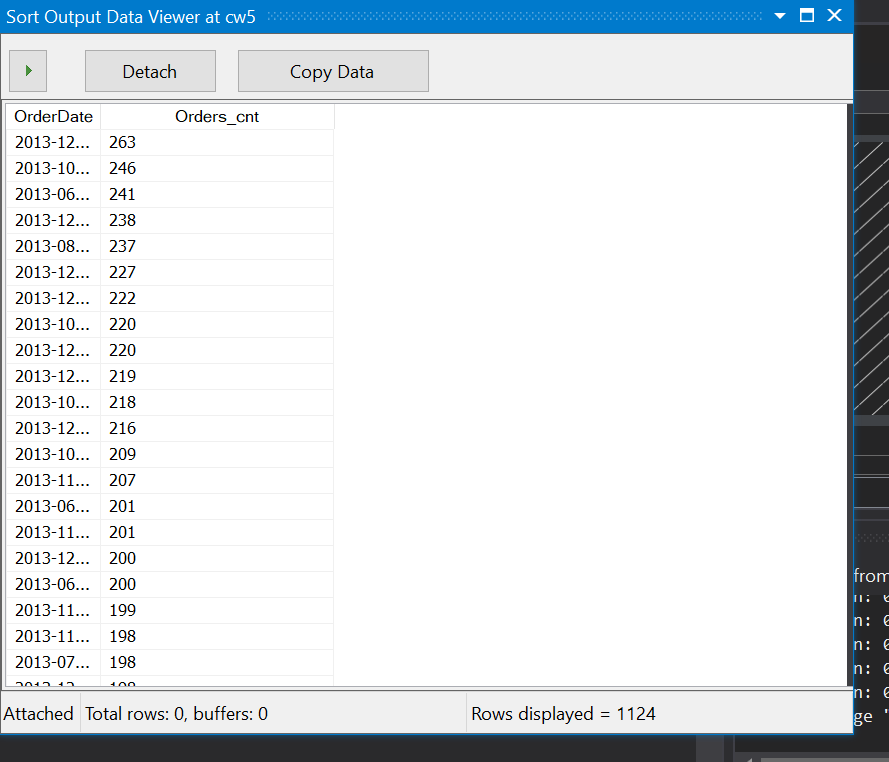 Sort Output Data Viewer at cw5
Detach Copy Data
OrderDate Orders_cnt
2013-12... 263
2013-10... 246
2013-06... 241
2013-12... 238
2013-08... 237
2013-12... 227
2013-12... 222
2013-10... 220
2013-12... 220
2013-12... 219
2013-10... 218
2013-12... 216
2013-10... 209
2013-11... 207
2013-06... 201
2013-11... 201
2013-12... 200
2013-06... 200
2013-11... 199
2013-11... 198
2013-07... 198
Attached Total rows: 0, buffers: 0 Rows displayed = 1124
from
n: 0
n: 0
n: 0
n: 0
n: 0
ge "